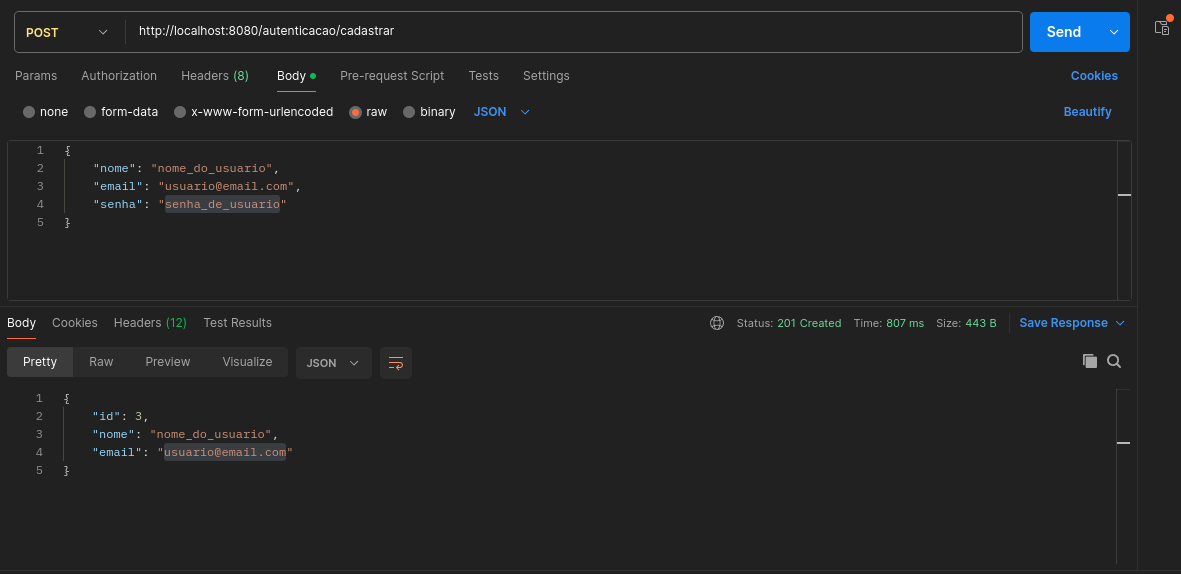 POST http://localhost:8080/autenticacao/cadastrar Send
Params Authorization Headers (8) Body Pre-request Script Tests Settings Cookies
none form-data x-www-form-urlencoded raw binary JSON Beautify
1 {
2 "nome": "nome_do_usuario",
3 "email": "usuario@email.com",
4 "senha": "senha_de_usuario"
5 }
Body Cookies Headers (12) Test Results Status: 201 Created Time: 807 ms Size: 443 B Save Response
Pretty Raw Preview Visualize JSON
1 {
2 "id": 3,
3 "nome": "nome_do_usuario",
4 "email": "usuario@email.com"
5 }